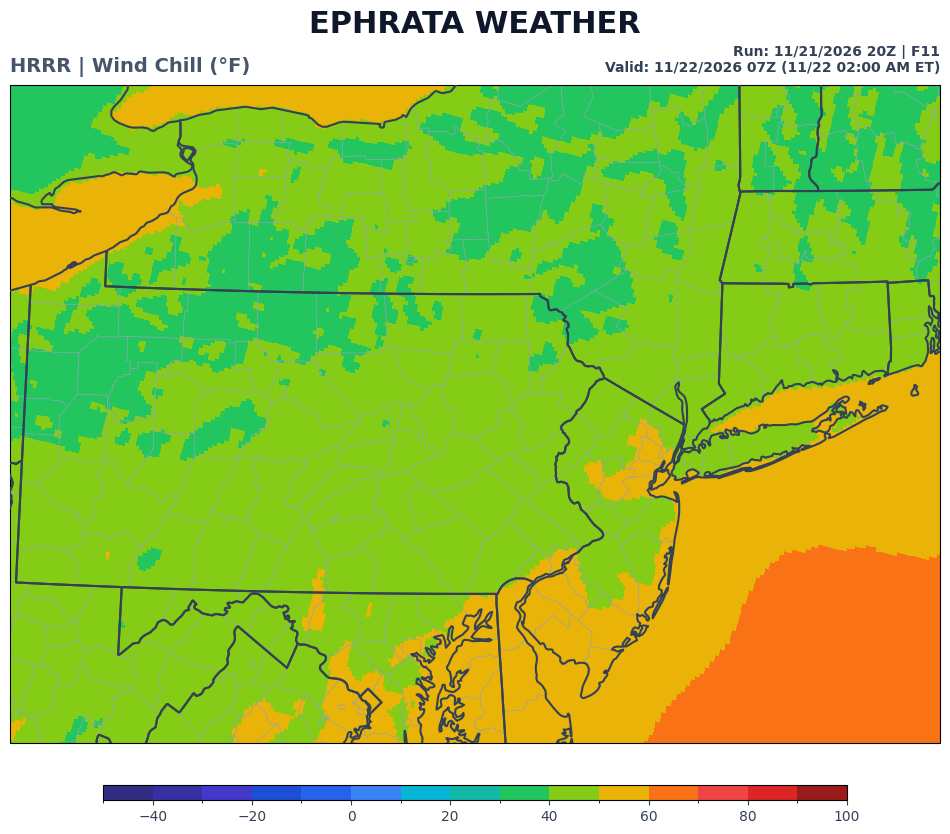 EPHRATA WEATHER
HRRR | Wind Chill (°F)
Run: 11/21/2026 20Z | F11
Valid: 11/22/2026 07Z (11/22 02:00 AM ET)
−40 −20 0 20 40 60 80 100